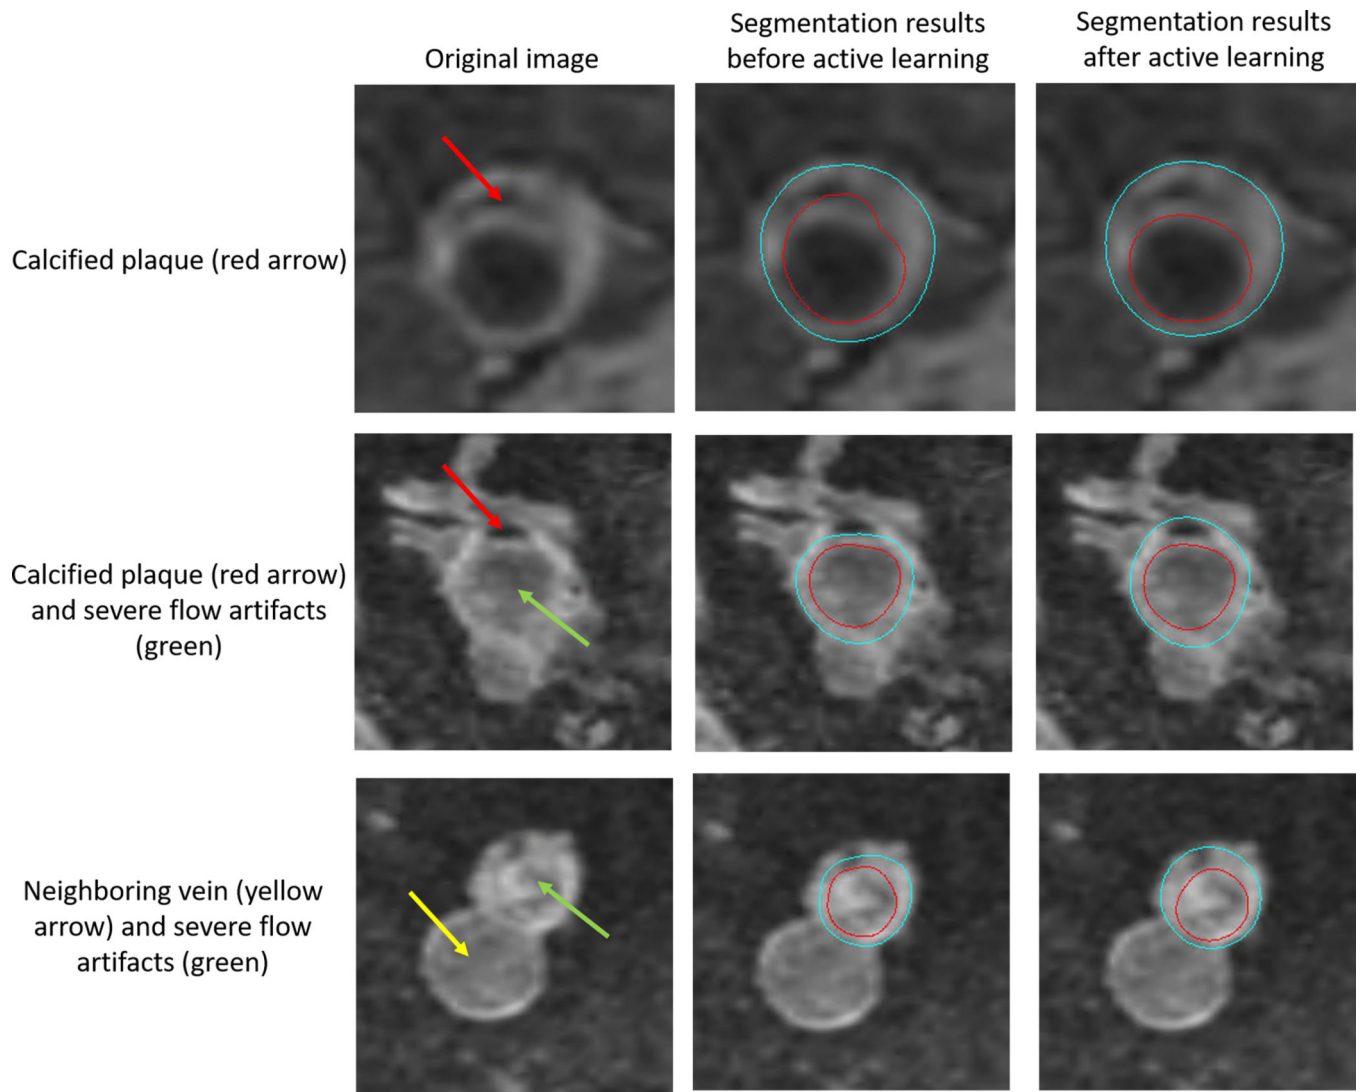 Original image
Segmentation results
before active learning
Segmentation results
after active learning
Calcified plaque (red arrow)
Calcified plaque (red arrow)
and severe flow artifacts
(green)
Neighboring vein (yellow
arrow) and severe flow
artifacts (green)